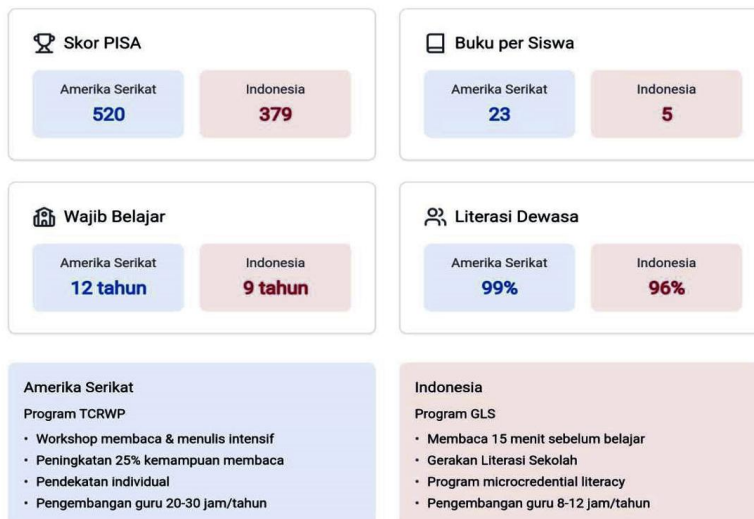 Skor PISA
Amerika Serikat
520
Indonesia
379
Buku per Siswa
Amerika Serikat
23
Indonesia
5
Wajib Belajar
Amerika Serikat
12 tahun
Indonesia
9 tahun
Literasi Dewasa
Amerika Serikat
99%
Indonesia
96%
Amerika Serikat
Program TCRWP
• Workshop membaca & menulis intensif
• Peningkatan 25% kemampuan membaca
• Pendekatan individual
• Pengembangan guru 20-30 jam/tahun
Indonesia
Program GLS
• Membaca 15 menit sebelum belajar
• Gerakan Literasi Sekolah
• Program microcredential literacy
• Pengembangan guru 8-12 jam/tahun